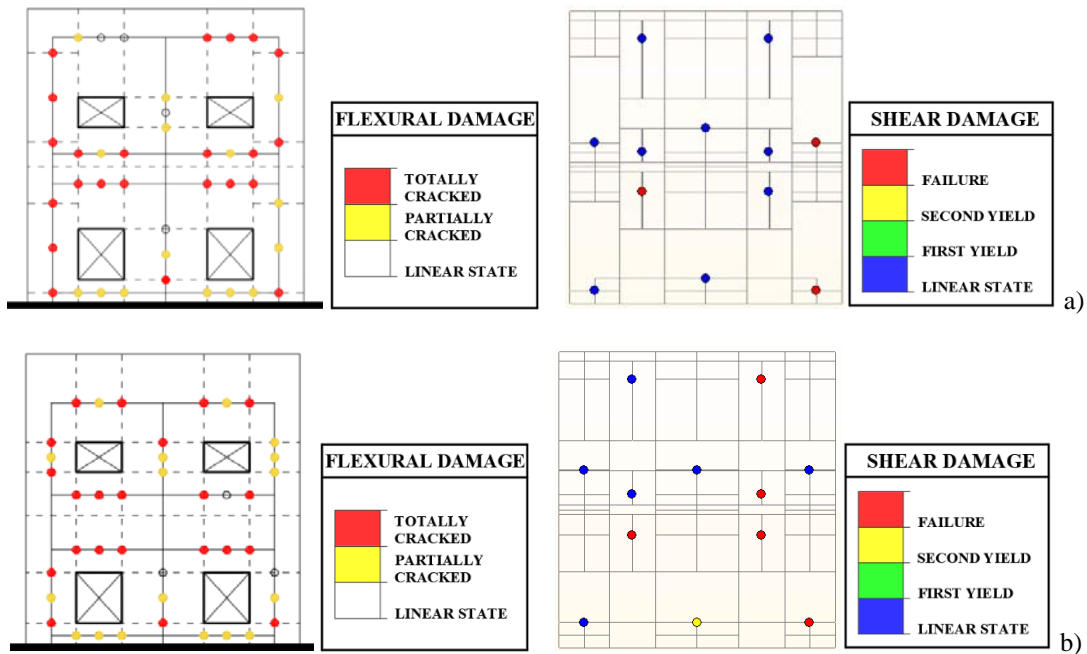 FLEXURAL DAMAGE
TOTALLY
CRACKED
PARTIALLY
CRACKED
LINEAR STATE
SHEAR DAMAGE
FAILURE
SECOND YIELD
FIRST YIELD
LINEAR STATE
a)
FLEXURAL DAMAGE
TOTALLY
CRACKED
PARTIALLY
CRACKED
LINEAR STATE
SHEAR DAMAGE
FAILURE
SECOND YIELD
FIRST YIELD
LINEAR STATE
b)